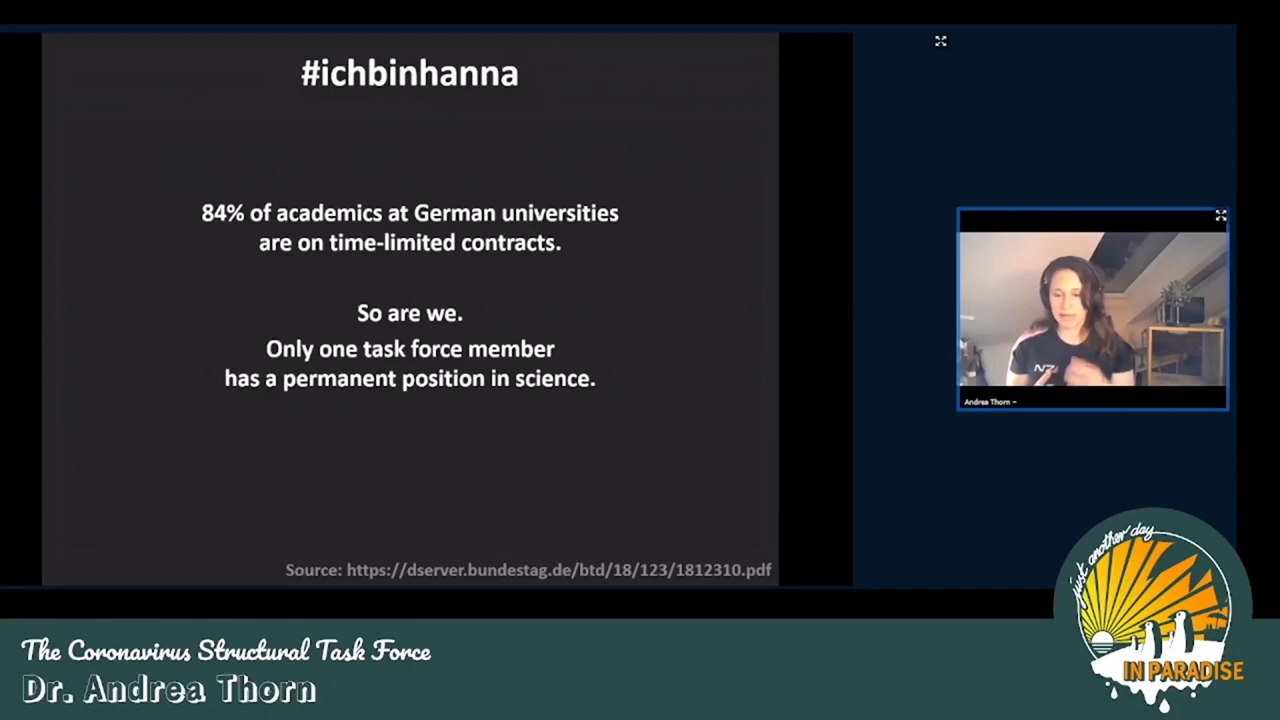 #ichbinhanna
84% of academics at German universities
are on time-limited contracts.
So are we.
Only one task force member
has a permanent position in science.
Source: https://dserver.bundestag.de/btd/18/123/1812310.pdf
N7
Andrea Thorn
just another day
IN PARADISE
The Coronavirus Structural Task Force
Dr. Andrea Thorn